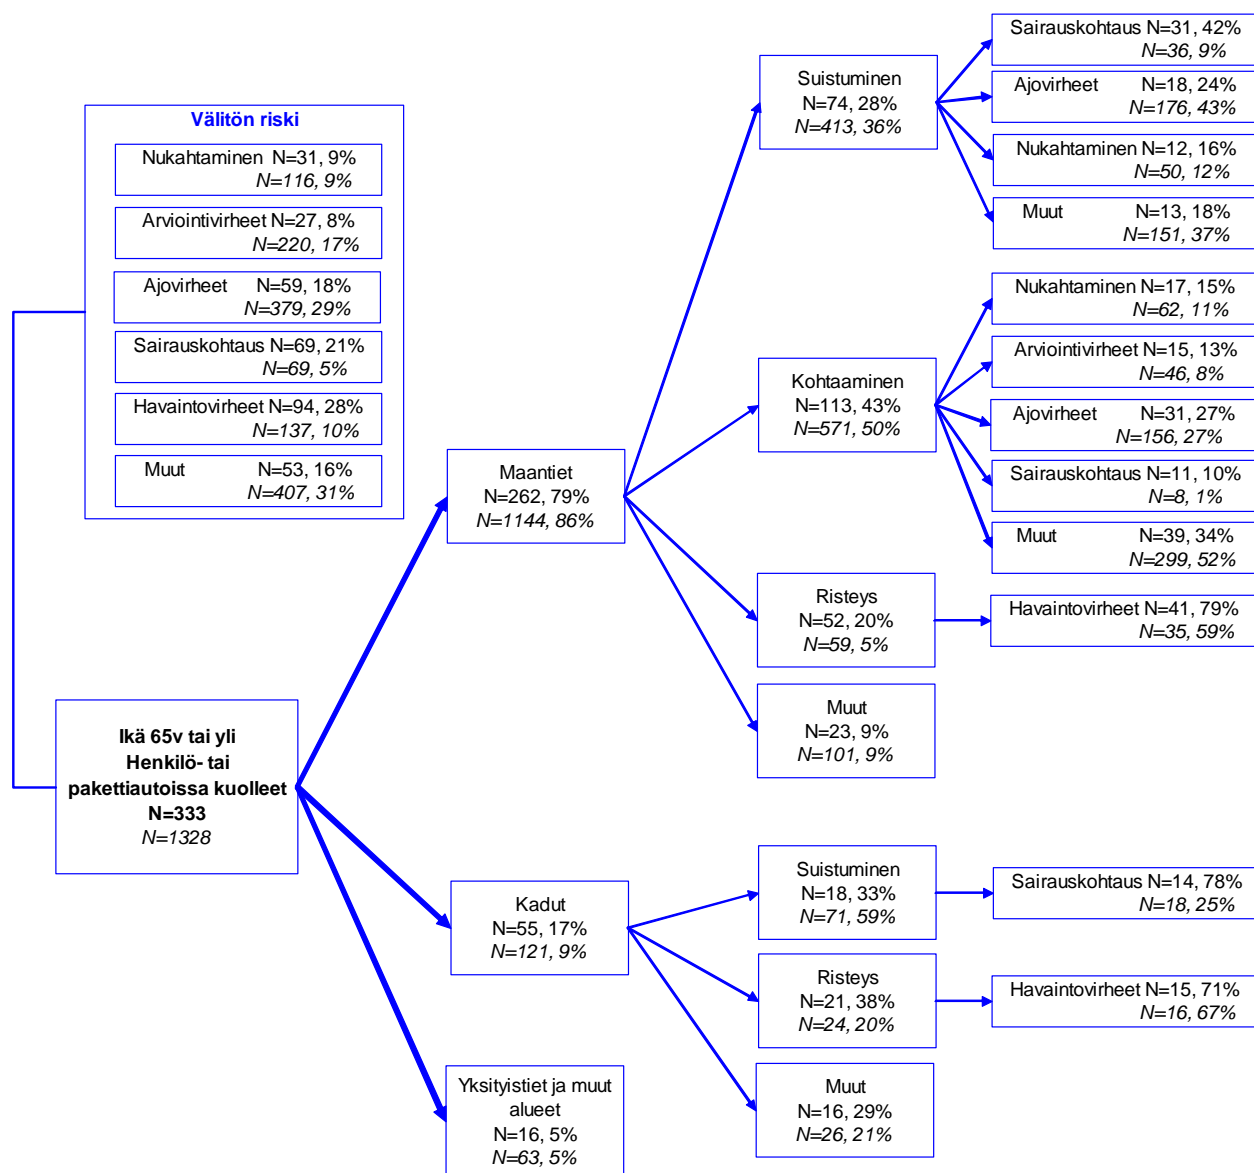 Välitön riski
Nukahtaminen N=31, 9%
N=116, 9%
Arviointivirheet N=27, 8%
N=220, 17%
Ajovirheet N=59, 18%
N=379, 29%
Sairauskohtaus N=69, 21%
N=69, 5%
Havaintovirheet N=94, 28%
N=137, 10%
Muut N=53, 16%
N=407, 31%
Ikä 65v tai yli
Henkilö- tai
pakettiautoissa kuolleet
N=333
N=1328
Maantiet
N=262, 79%
N=1144, 86%
Suistuminen
N=74, 28%
N=413, 36%
Sairauskohtaus N=31, 42%
N=36, 9%
Ajovirheet N=18, 24%
N=176, 43%
Nukahtaminen N=12, 16%
N=50, 12%
Muut N=13, 18%
N=151, 37%
Kohtaaminen
N=113, 43%
N=571, 50%
Nukahtaminen N=17, 15%
N=62, 11%
Arviointivirheet N=15, 13%
N=46, 8%
Ajovirheet N=31, 27%
N=156, 27%
Sairauskohtaus N=11, 10%
N=8, 1%
Muut N=39, 34%
N=299, 52%
Risteys
N=52, 20%
N=59, 5%
Havaintovirheet N=41, 79%
N=35, 59%
Muut
N=23, 9%
N=101, 9%
Kadut
N=55, 17%
N=121, 9%
Suistuminen
N=18, 33%
N=71, 59%
Sairauskohtaus N=14, 78%
N=18, 25%
Risteys
N=21, 38%
N=24, 20%
Havaintovirheet N=15, 71%
N=16, 67%
Muut
N=16, 29%
N=26, 21%
Yksityistiet ja muut
alueet
N=16, 5%
N=63, 5%